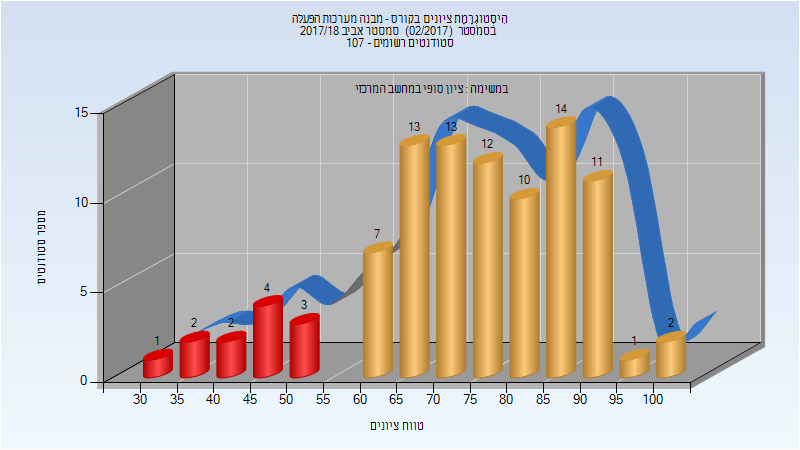 היסטוגרמת ציונים בקורס - מבנה מערכות הפעלה
בסמסטר (02/2017) סמסטר אביב 2017/18
סטודנטים רשומים - 107
במשימה : ציון סופי במחשב המרכזי
מספר סטודנטים
15
10
5
0
1
2
2
4
3
7
13
13
12
10
14
11
1
2
30 35 40 45 50 55 60 65 70 75 80 85 90 95 100
טווח ציונים